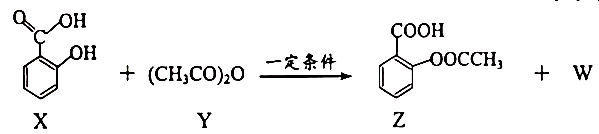 O OH
C
OH
+ (CH₃CO)₂O 一定条件 COOH
OOCCH₃ + W
X Y Z